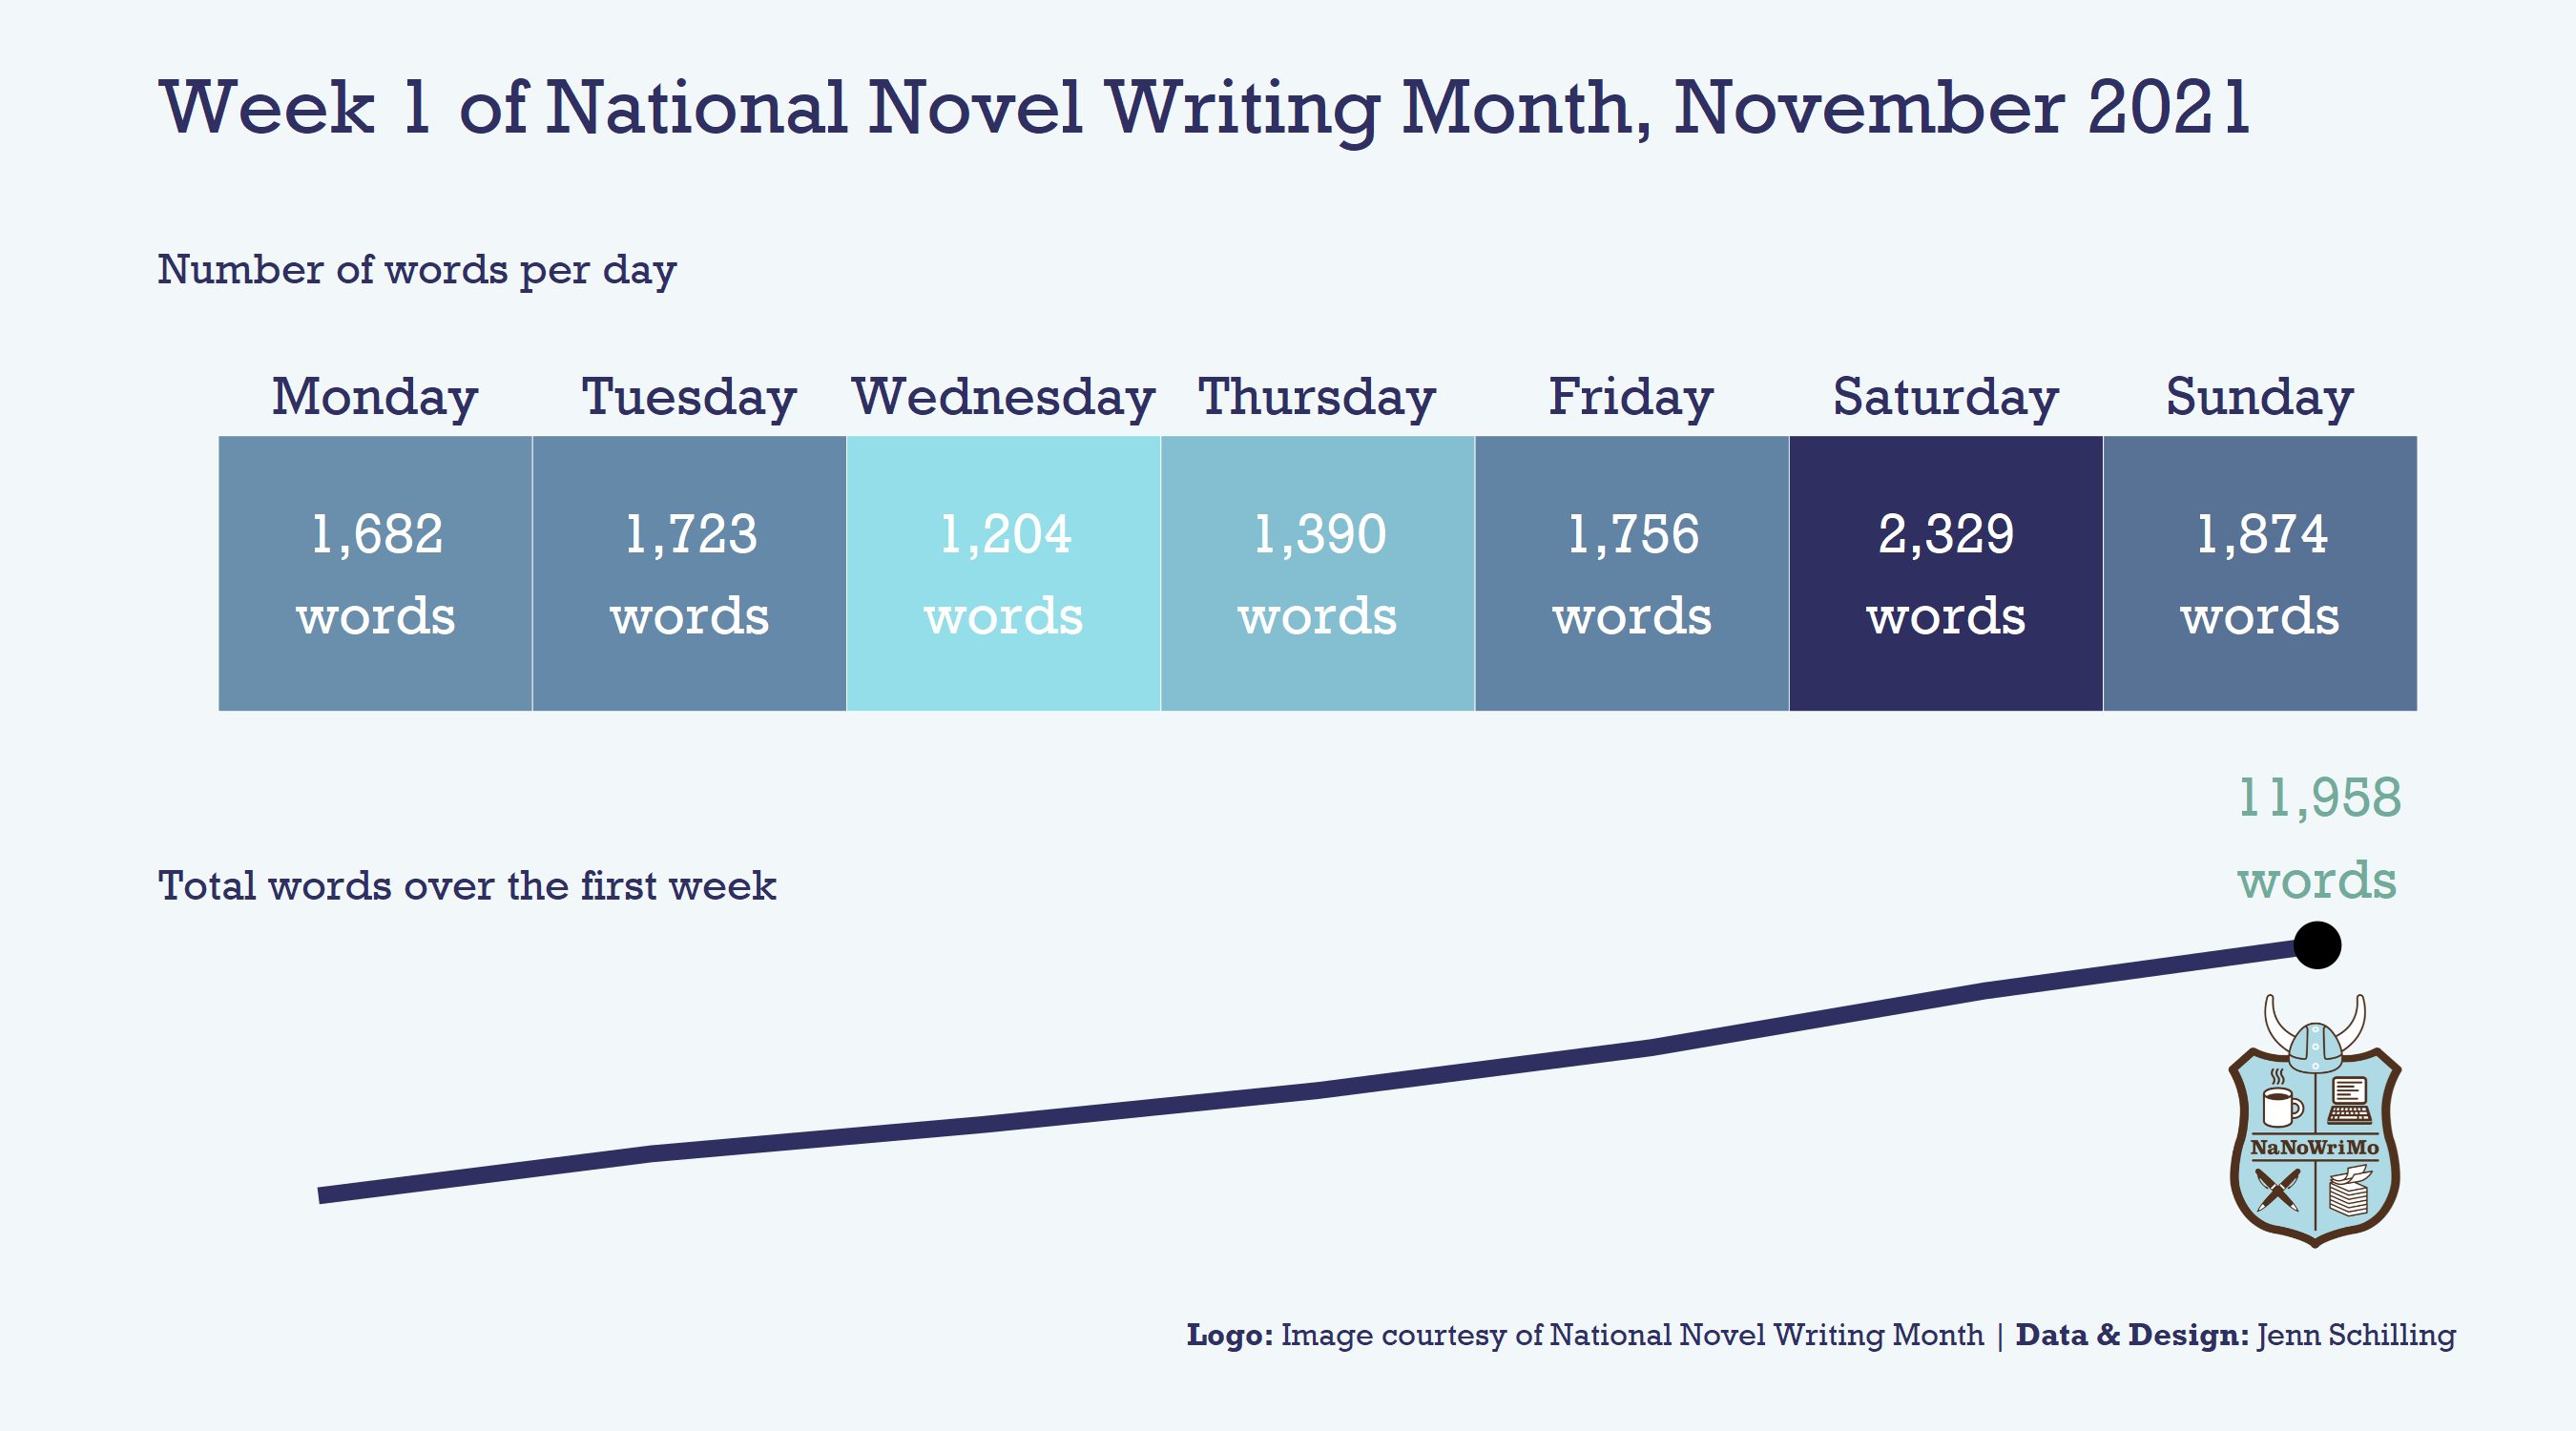 Week 1 of National Novel Writing Month, November 2021
Number of words per day
Monday Tuesday Wednesday Thursday Friday Saturday Sunday
1,682 1,723 1,204 1,390 1,756 2,329 1,874
words words words words words words words
11,958
words
Total words over the first week
NaNoWriMo
Logo: Image courtesy of National Novel Writing Month | Data & Design: Jenn Schilling